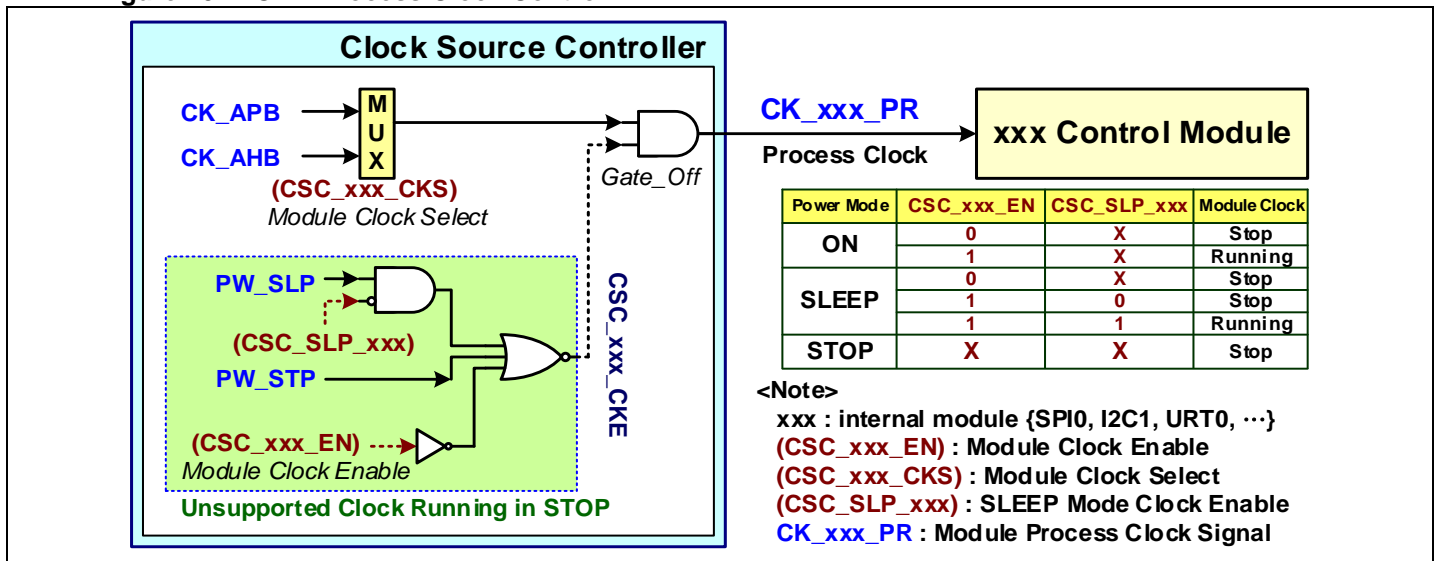 Clock Source Controller
CK_APB
CK_AHB
M
U
X
(CSC_xxx_CKS)
Module Clock Select
Gate_Off
CK_xxx_PR
Process Clock
xxx Control Module
PW_SLP
(CSC_SLP_xxx)
PW_STP
(CSC_xxx_EN)
Module Clock Enable
CSC_xxx_CKE
Unsupported Clock Running in STOP
Power Mode CSC_xxx_EN CSC_SLP_xxx Module Clock
ON 0 X Stop
1 X Running
SLEEP 0 X Stop
1 0 Stop
1 1 Running
STOP X X Stop
<Note>
xxx : internal module {SPI0, I2C1, URT0, ⋯}
(CSC_xxx_EN) : Module Clock Enable
(CSC_xxx_CKS) : Module Clock Select
(CSC_SLP_xxx) : SLEEP Mode Clock Enable
CK_xxx_PR : Module Process Clock Signal